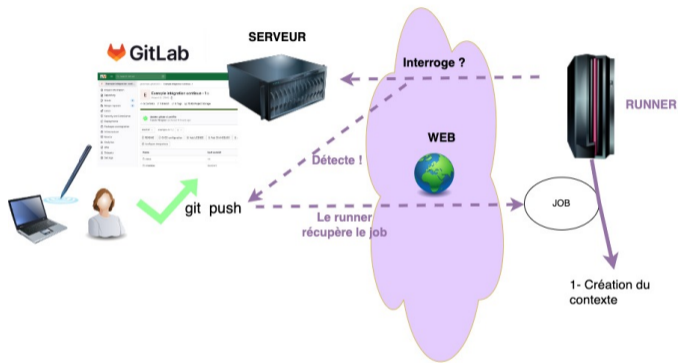 GitLab
SERVEUR
Interroge ?
RUNNER
WEB
Détecte !
git push
Le runner
récupère le job
JOB
1- Création du
contexte